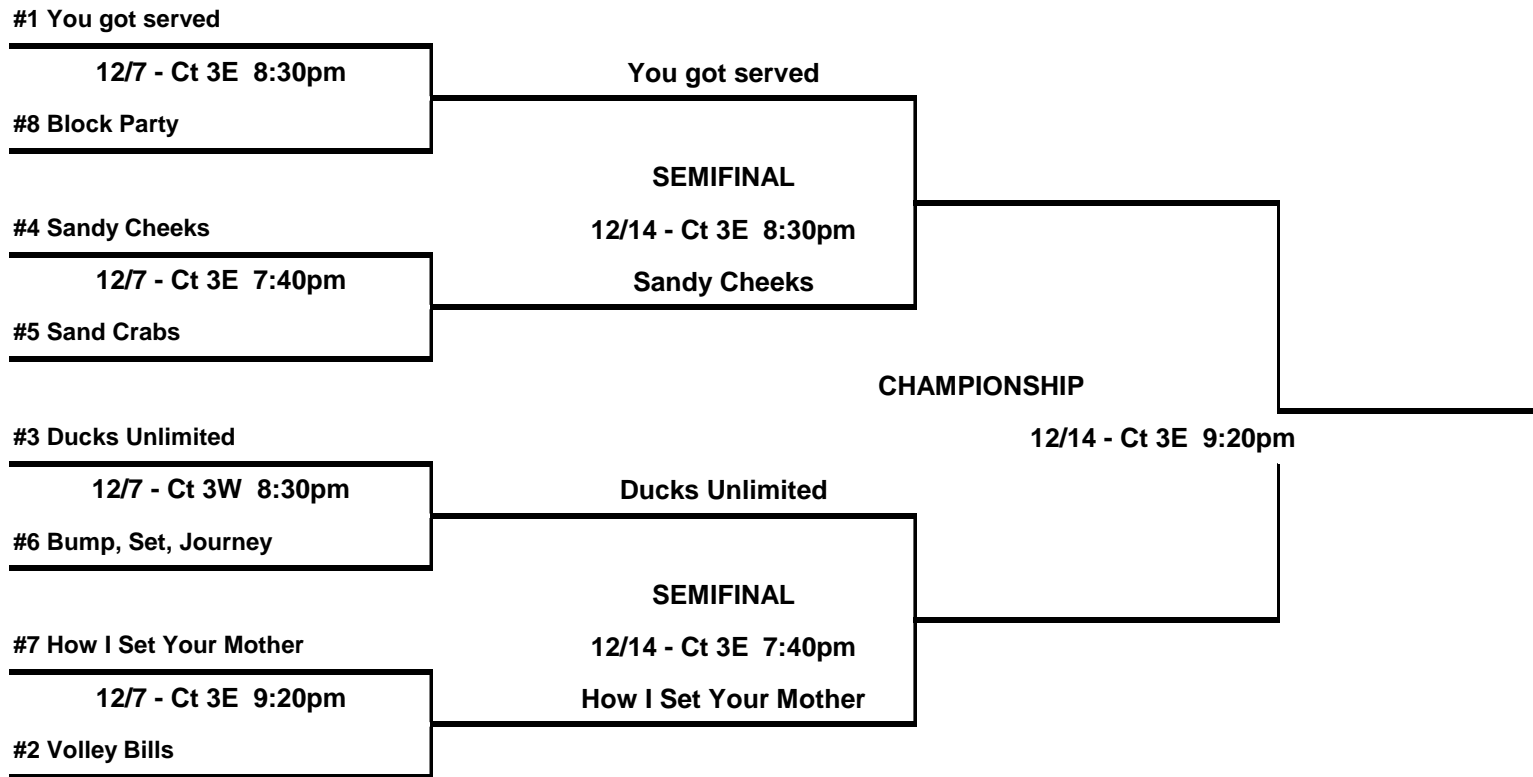 #1 You got served
12/7 - Ct 3E 8:30pm
You got served
#8 Block Party
SEMIFINAL
#4 Sandy Cheeks
12/14 - Ct 3E 8:30pm
12/7 - Ct 3E 7:40pm
Sandy Cheeks
#5 Sand Crabs
CHAMPIONSHIP
#3 Ducks Unlimited
12/14 - Ct 3E 9:20pm
12/7 - Ct 3W 8:30pm
Ducks Unlimited
#6 Bump, Set, Journey
SEMIFINAL
#7 How I Set Your Mother
12/14 - Ct 3E 7:40pm
12/7 - Ct 3E 9:20pm
How I Set Your Mother
#2 Volley Bills